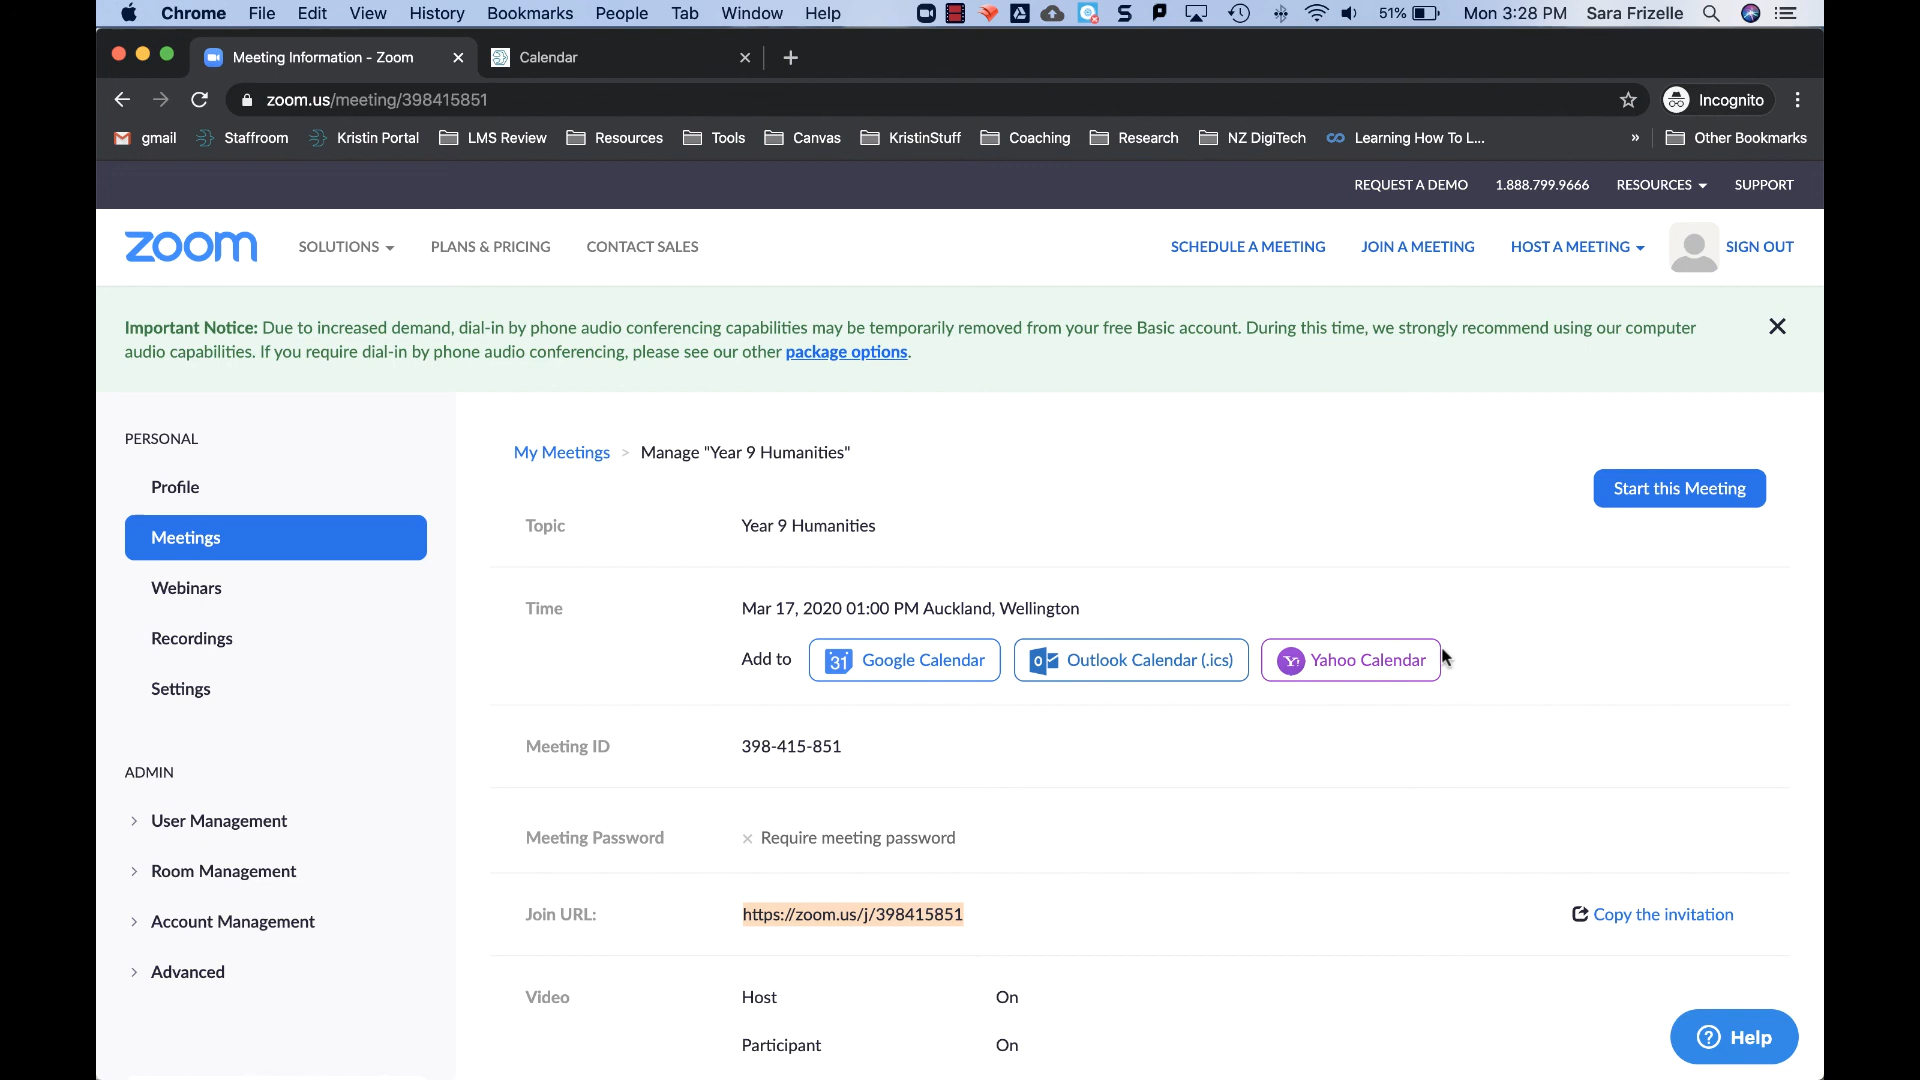 Chrome File Edit View History Bookmarks People Tab Window Help 51% Mon 3:28 PM Sara Frizelle
Meeting Information - Zoom Calendar
zoom.us/meeting/398415851 Incognito
gmail Staffroom Kristin Portal LMS Review Resources Tools Canvas KristinStuff Coaching Research NZ DigiTech Learning How To L... » Other Bookmarks
REQUEST A DEMO 1.888.799.9666 RESOURCES SUPPORT
zoom SOLUTIONS PLANS & PRICING CONTACT SALES SCHEDULE A MEETING JOIN A MEETING HOST A MEETING SIGN OUT
Important Notice: Due to increased demand, dial-in by phone audio conferencing capabilities may be temporarily removed from your free Basic account. During this time, we strongly recommend using our computer
audio capabilities. If you require dial-in by phone audio conferencing, please see our other package options.
PERSONAL
Profile
Meetings
Webinars
Recordings
Settings
ADMIN
User Management
Room Management
Account Management
Advanced
My Meetings > Manage "Year 9 Humanities"
Start this Meeting
Topic Year 9 Humanities
Time Mar 17, 2020 01:00 PM Auckland, Wellington
Add to 31 Google Calendar Outlook Calendar (.ics) Yahoo Calendar
Meeting ID 398-415-851
Meeting Password × Require meeting password
Join URL: https://zoom.us/j/398415851 Copy the invitation
Video Host On
Participant On
Help